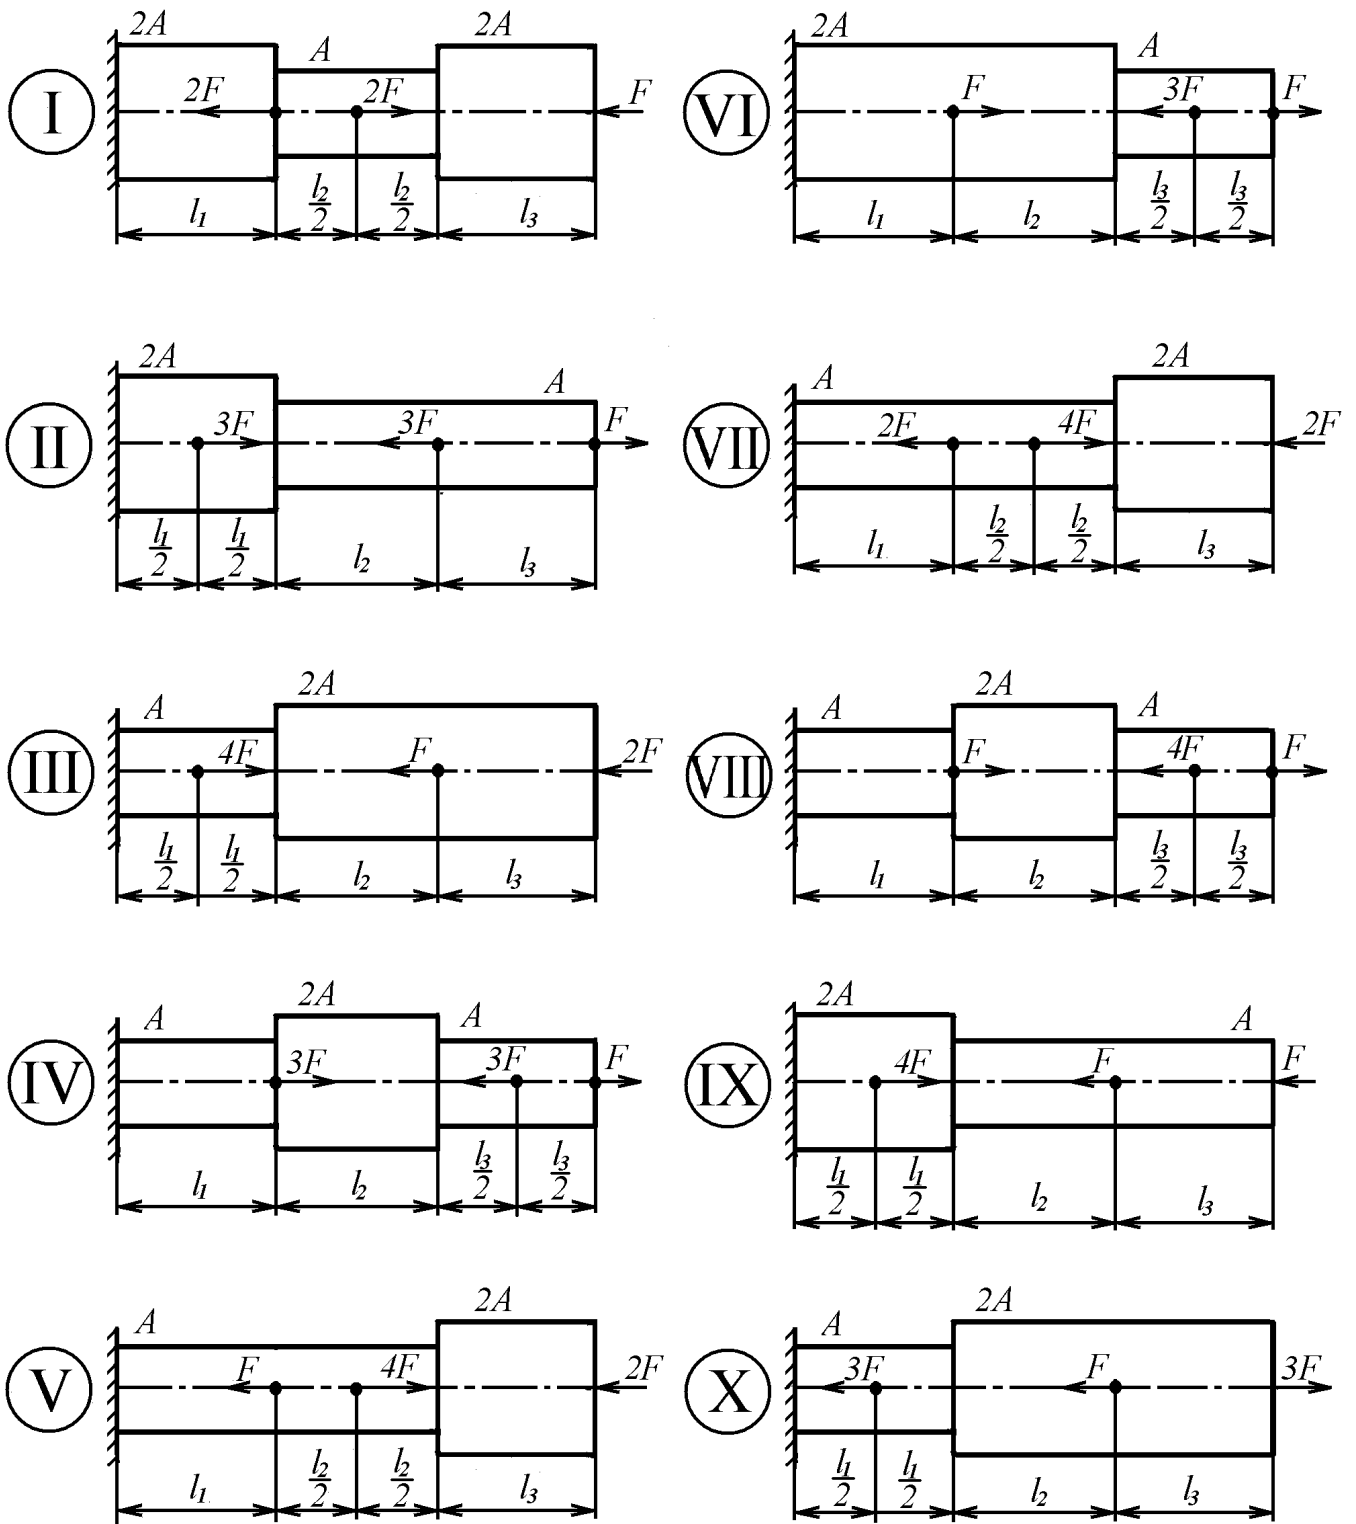 I
2A A 2A
2F 2F F
l₁ l₂/2 l₂/2 l₃
VI
2A A
F 3F F
l₁ l₂ l₃/2 l₃/2
II
2A A
3F 3F F
l₁/2 l₁/2 l₂ l₃
VII
A 2A
2F 4F 2F
l₁ l₂/2 l₂/2 l₃
III
A 2A
4F F 2F
l₁/2 l₁/2 l₂ l₃
VIII
A 2A A
F 4F F
l₁ l₂ l₃/2 l₃/2
IV
A 2A A
3F 3F F
l₁ l₂ l₃/2 l₃/2
IX
2A A
4F F F
l₁/2 l₁/2 l₂ l₃
V
A 2A
F 4F 2F
l₁ l₂/2 l₂/2 l₃
X
A 2A
3F F 3F
l₁/2 l₁/2 l₂ l₃